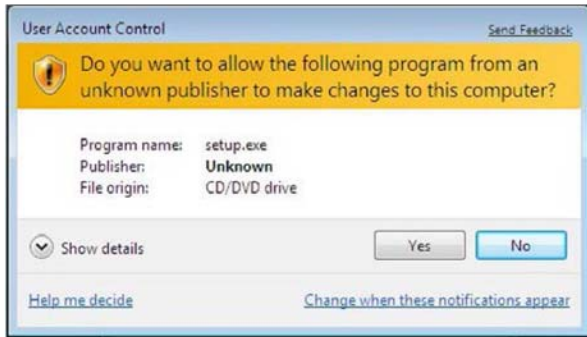 User Account Control
Send Feedback
Do you want to allow the following program from an
unknown publisher to make changes to this computer?
Program name: setup.exe
Publisher: Unknown
File origin: CD/DVD drive
Show details
Yes
No
Help me decide
Change when these notifications appear